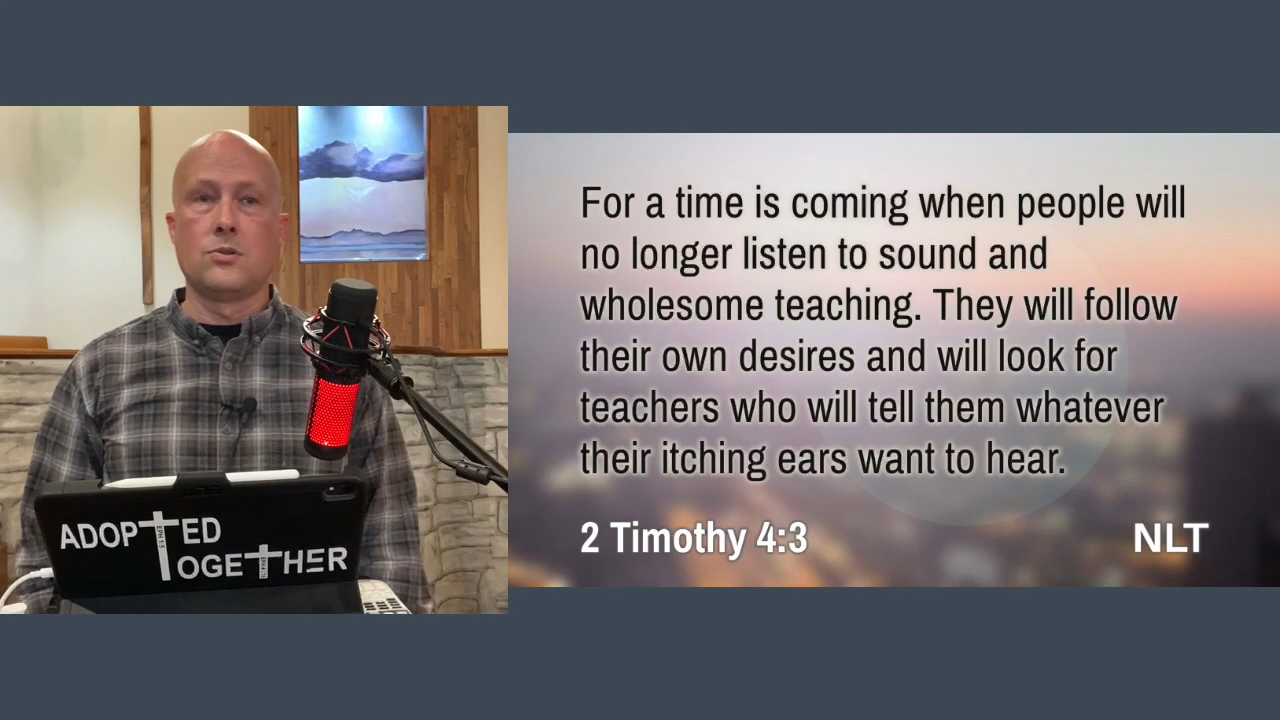 For a time is coming when people will
no longer listen to sound and
wholesome teaching. They will follow
their own desires and will look for
teachers who will tell them whatever
their itching ears want to hear.
2 Timothy 4:3
NLT
ADOPTED
TOGETHER